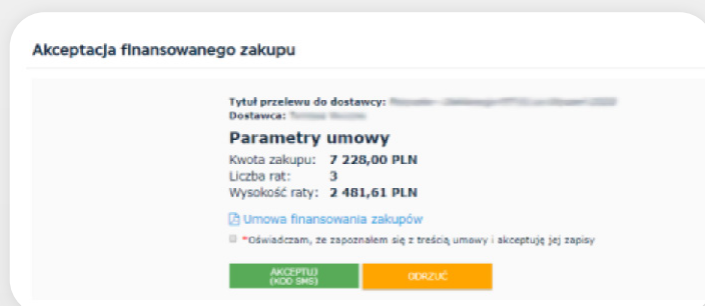 Akceptacja finansowanego zakupu
Tytuł przelewu do dostawcy:
Dostawca:
Parametry umowy
Kwota zakupu: 7 228,00 PLN
Liczba rat: 3
Wysokość raty: 2 481,61 PLN
Umowa finansowania zakupów
*Oświadczam, że zapoznałem się z treścią umowy i akceptuję jej zapisy
AKCEPTUJ
(KOD SMS)
ODRZUĆ